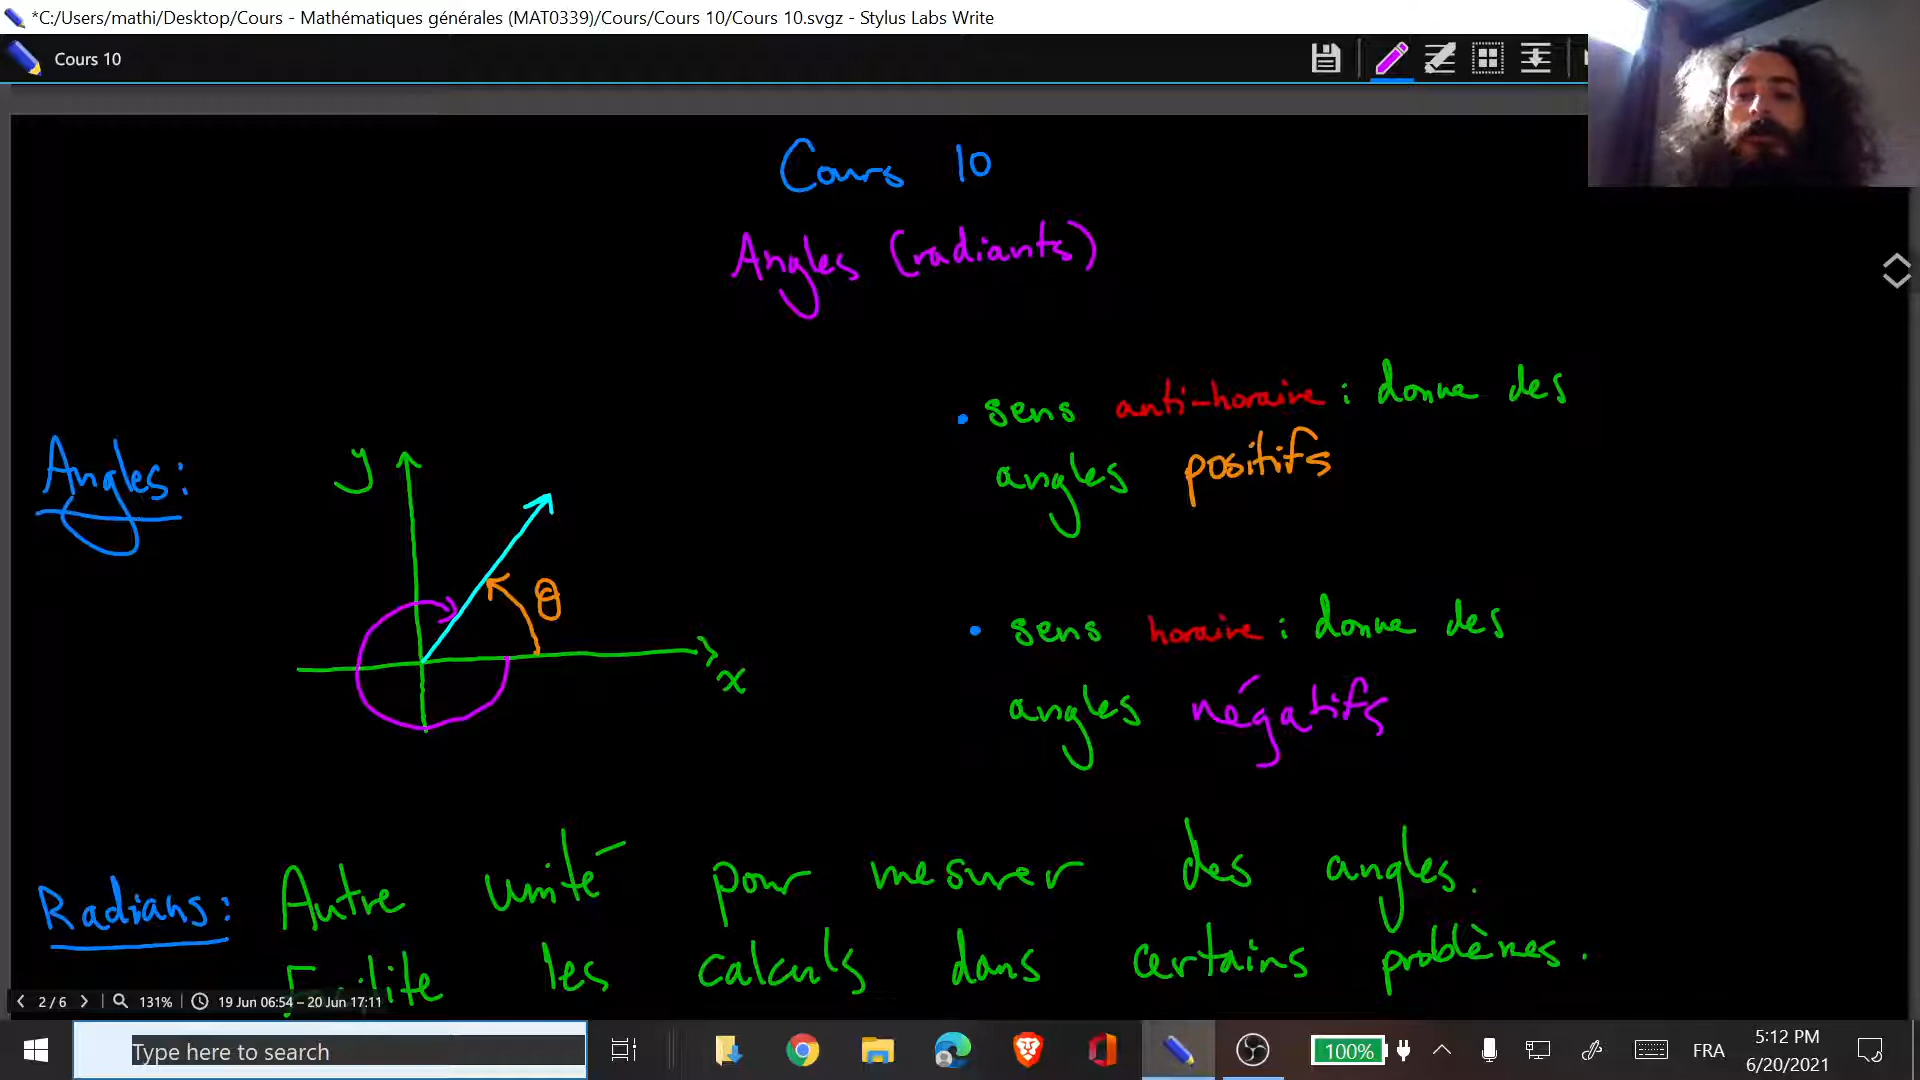 *C:/Users/mathi/Desktop/Cours - Mathématiques générales (MAT0339)/Cours/Cours 10/Cours 10.svgz - Stylus Labs Write
Cours 10
Cours 10
Angles (radiants)
• sens anti-horaire : donne des
angles positifs
Angles:
y
θ
x
• sens horaire : donne des
angles négatifs
Radians: Autre unité pour mesurer des angles.
Facilite les calculs dans certains problèmes.
2 / 6 131% 19 Jun 06:54 – 20 Jun 17:11
Type here to search
100%
FRA
5:12 PM
6/20/2021